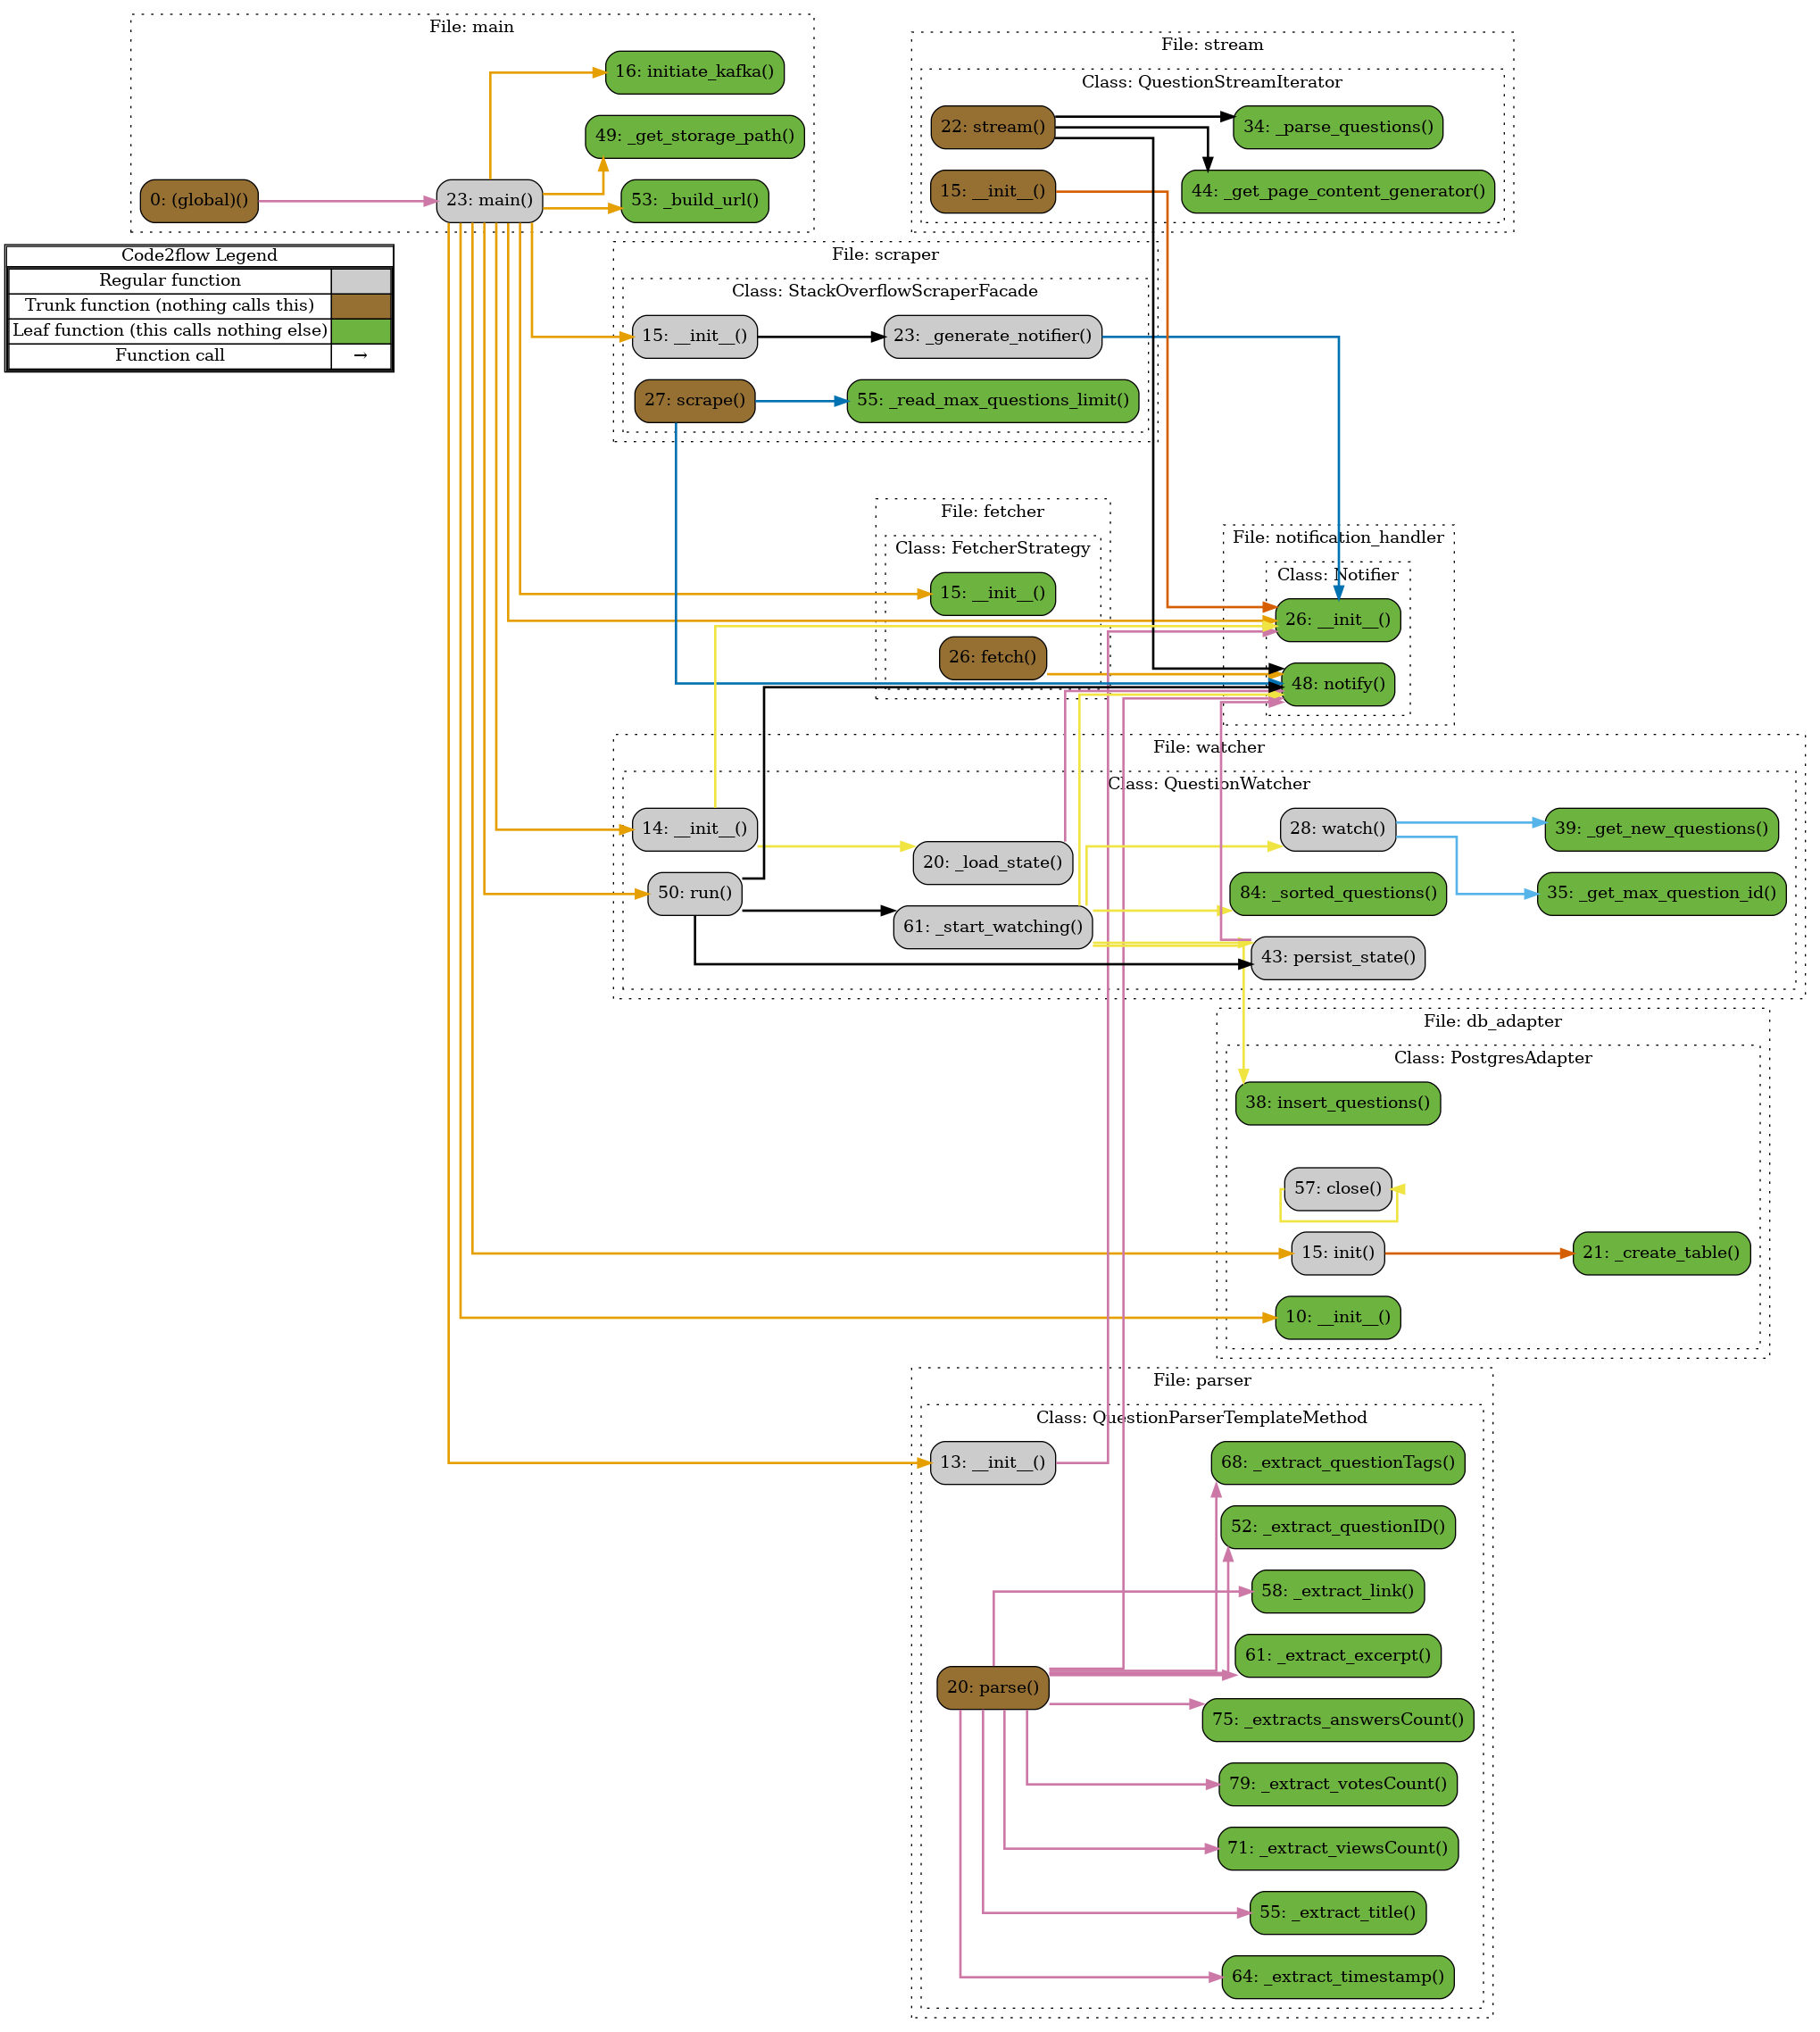 File: main
16: initiate_kafka()
49: _get_storage_path()
0: (global)()
23: main()
53: _build_url()
File: stream
Class: QuestionStreamIterator
22: stream()
34: _parse_questions()
15: __init__()
44: _get_page_content_generator()
Code2flow Legend
Regular function
Trunk function (nothing calls this)
Leaf function (this calls nothing else)
Function call
→
File: scraper
Class: StackOverflowScraperFacade
15: __init__()
23: _generate_notifier()
27: scrape()
55: _read_max_questions_limit()
File: fetcher
Class: FetcherStrategy
15: __init__()
26: fetch()
File: notification_handler
Class: Notifier
26: __init__()
48: notify()
File: watcher
Class: QuestionWatcher
14: __init__()
28: watch()
39: _get_new_questions()
20: _load_state()
50: run()
84: _sorted_questions()
35: _get_max_question_id()
61: _start_watching()
43: persist_state()
File: db_adapter
Class: PostgresAdapter
38: insert_questions()
57: close()
15: init()
21: _create_table()
10: __init__()
File: parser
Class: QuestionParserTemplateMethod
13: __init__()
68: _extract_questionTags()
52: _extract_questionID()
58: _extract_link()
61: _extract_excerpt()
20: parse()
75: _extracts_answersCount()
79: _extract_votesCount()
71: _extract_viewsCount()
55: _extract_title()
64: _extract_timestamp()